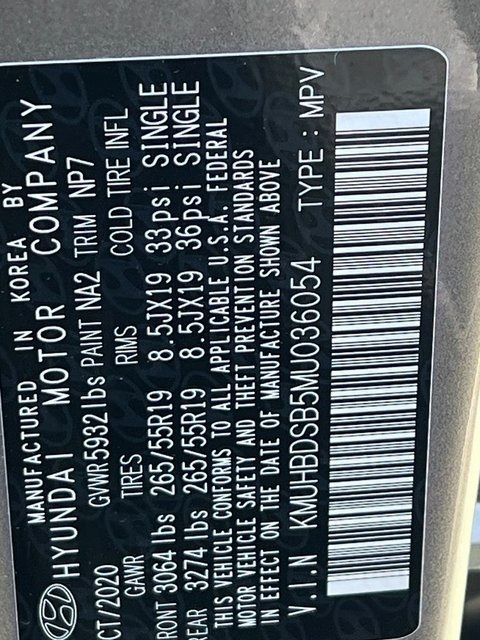 MANUFACTURED IN KOREA BY
HYUNDAI MOTOR COMPANY
CT/2020 GVWR 5932 lbs PAINT NA2 TRIM NP7
GAWR TIRES RIMS COLD TIRE INFL
RONT 3064 lbs 265/55R19 8.5JX19 33psi SINGLE
REAR 3274 lbs 265/55R19 8.5JX19 36psi SINGLE
THIS VEHICLE CONFORMS TO ALL APPLICABLE U.S.A. FEDERAL
MOTOR VEHICLE SAFETY AND THEFT PREVENTION STANDARDS
IN EFFECT ON THE DATE OF MANUFACTURE SHOWN ABOVE
V.I.N KMUHBDSB5MU036054 TYPE : MPV